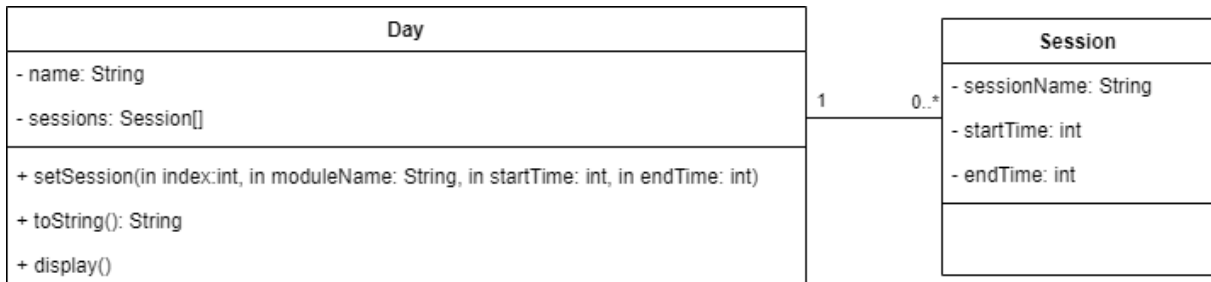 Day
- name: String
- sessions: Session[]
+ setSession(in index:int, in moduleName: String, in startTime: int, in endTime: int)
+ toString(): String
+ display()
1
0..*
Session
- sessionName: String
- startTime: int
- endTime: int